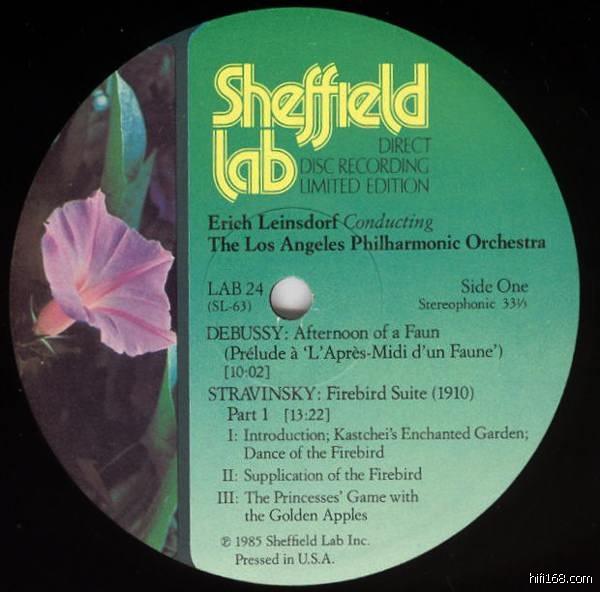 Sheffield
lab
DIRECT
DISC RECORDING
LIMITED EDITION
Erich Leinsdorf Conducting
The Los Angeles Philharmonic Orchestra
LAB 24
(SL-63)
Side One
Stereophonic 33⅓
DEBUSSY: Afternoon of a Faun
(Prélude à ‘L'Après-Midi d'un Faune’)
[10:02]
STRAVINSKY: Firebird Suite (1910)
Part 1 [13:22]
I: Introduction; Kastchei's Enchanted Garden;
Dance of the Firebird
II: Supplication of the Firebird
III: The Princesses' Game with
the Golden Apples
℗ 1985 Sheffield Lab Inc.
Pressed in U.S.A.
hifi168.com